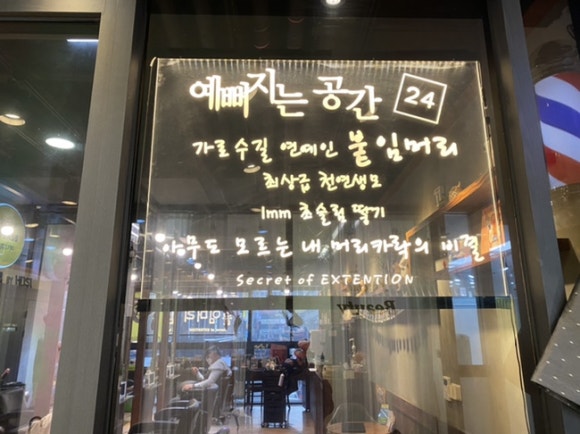 예뻐지는 공간 24
가로수길 연예인 붙임머리
최상급 천연생모
1mm 초슬림 딸기
아무도 모르는 내 머리카락의 비결
Secret of EXTENTION
Beauty